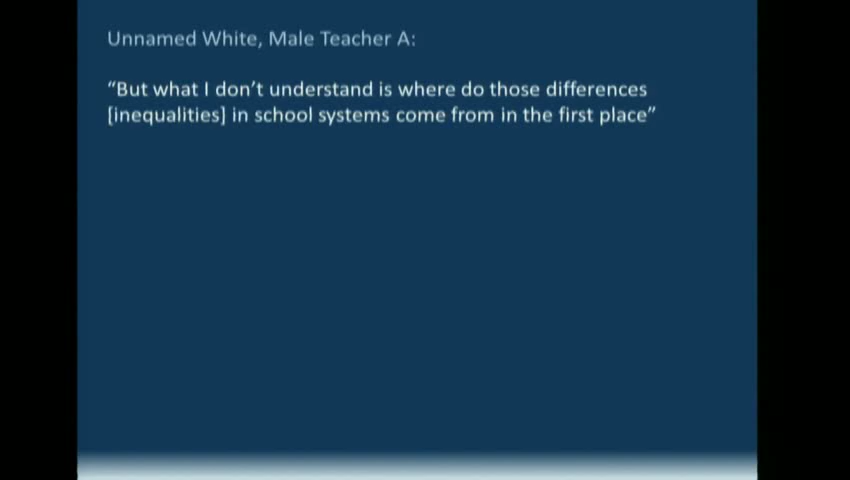 Unnamed White, Male Teacher A:
“But what I don’t understand is where do those differences
[inequalities] in school systems come from in the first place”